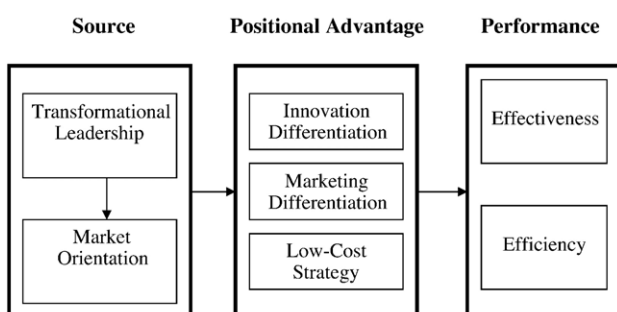 Source
Positional Advantage
Performance
Transformational
Leadership
Market
Orientation
Innovation
Differentiation
Marketing
Differentiation
Low-Cost
Strategy
Effectiveness
Efficiency